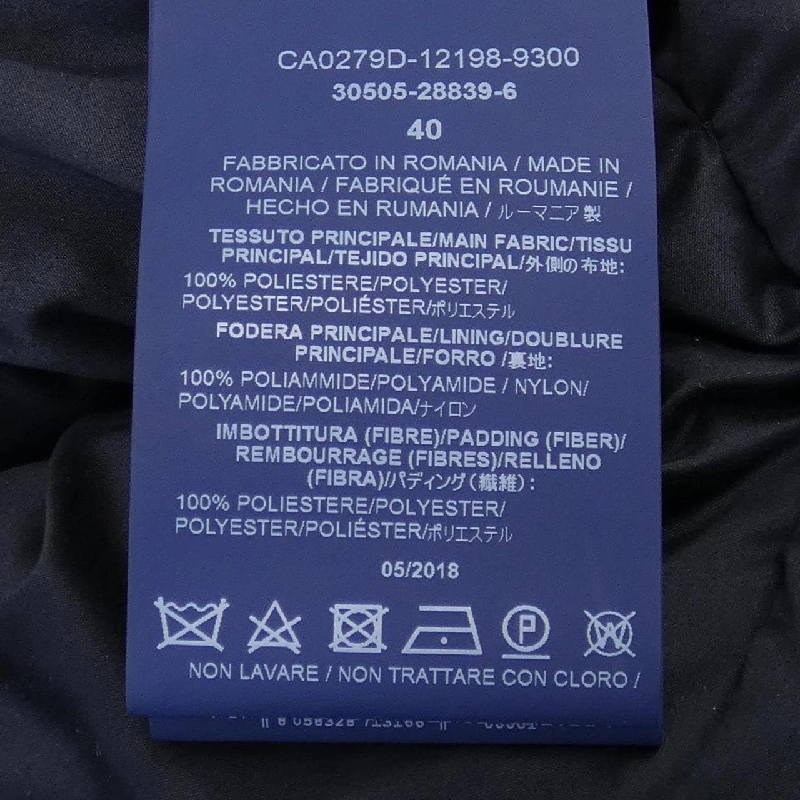 CA0279D-12198-9300
30505-28839-6
40
FABBRICATO IN ROMANIA / MADE IN
ROMANIA / FABRIQUÉ EN ROUMANIE /
HECHO EN RUMANIA / ルーマニア製
TESSUTO PRINCIPALE/MAIN FABRIC/TISSU
PRINCIPAL/TEJIDO PRINCIPAL/外側の布地:
100% POLIESTERE/POLYESTER/
POLYESTER/POLIÉSTER/ポリエステル
FODERA PRINCIPALE/LINING/DOUBLURE
PRINCIPALE/FORRO /裏地:
100% POLIAMMIDE/POLYAMIDE / NYLON/
POLYAMIDE/POLIAMIDA/ナイロン
IMBOTTITURA (FIBRE)/PADDING (FIBER)/
REMBOURRAGE (FIBRES)/RELLENO
(FIBRA)/パディング(繊維):
100% POLIESTERE/POLYESTER/
POLYESTER/POLIÉSTER/ポリエステル
05/2018
P W
NON LAVARE / NON TRATTARE CON CLORO /